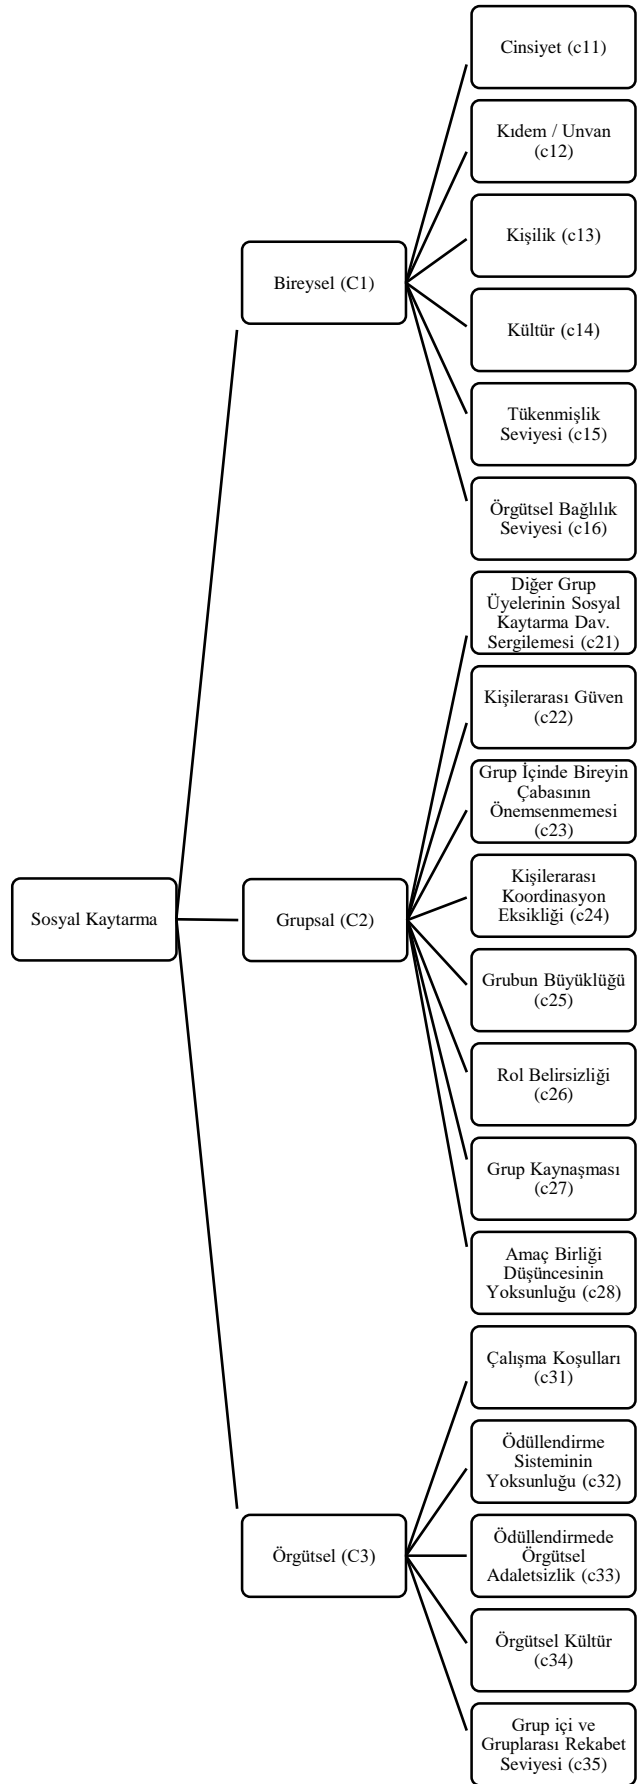 Sosyal Kaytarma
Bireysel (C1)
Cinsiyet (c11)
Kıdem / Unvan
(c12)
Kişilik (c13)
Kültür (c14)
Tükenmişlik
Seviyesi (c15)
Örgütsel Bağlılık
Seviyesi (c16)
Grupsal (C2)
Diğer Grup
Üyelerinin Sosyal
Kaytarma Dav.
Sergilemesi (c21)
Kişilerarası Güven
(c22)
Grup İçinde Bireyin
Çabasının
Önemsenmemesi
(c23)
Kişilerarası
Koordinasyon
Eksikliği (c24)
Grubun Büyüklüğü
(c25)
Rol Belirsizliği
(c26)
Grup Kaynaşması
(c27)
Amaç Birliği
Düşüncesinin
Yoksunluğu (c28)
Örgütsel (C3)
Çalışma Koşulları
(c31)
Ödüllendirme
Sisteminin
Yoksunluğu (c32)
Ödüllendirmede
Örgütsel
Adaletsizlik (c33)
Örgütsel Kültür
(c34)
Grup içi ve
Gruplarası Rekabet
Seviyesi (c35)